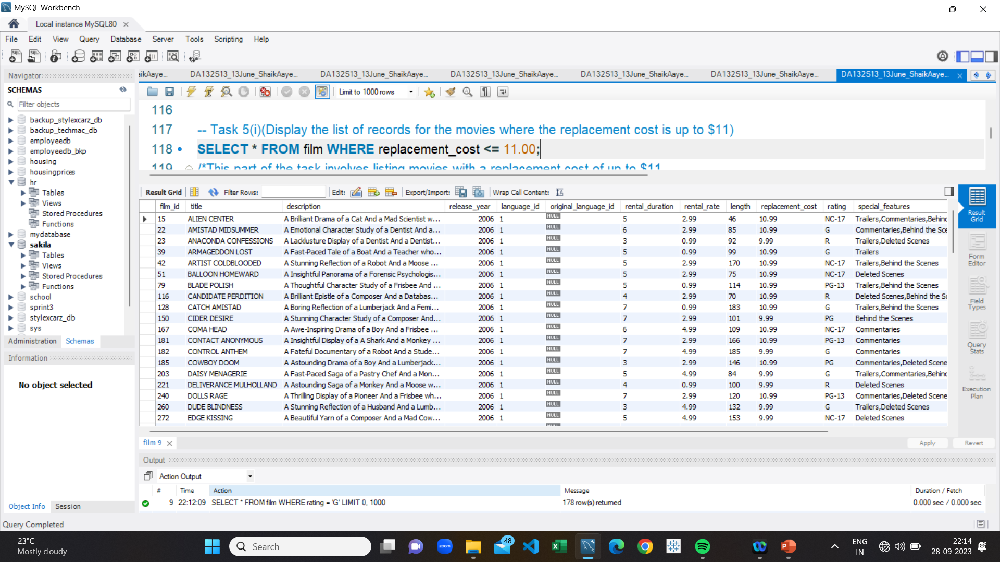 MySQL Workbench
Local instance MySQL80
File Edit View Query Database Server Tools Scripting Help
Navigator
SCHEMAS
Filter objects
backup_stylexcarz_db
backup_techmac_db
employeedb
employeedb_bkp
housing
housingprices
hr
Tables
Views
Stored Procedures
Functions
mydatabase
sakila
Tables
Views
Stored Procedures
Functions
school
sprint3
stylexcarz_db
sys
Administration Schemas
Information
No object selected
Object Info Session
Query Completed
aikAaye... DA132S13_13June_ShaikAaye... DA132S13_13June_ShaikAaye... DA132S13_13June_ShaikAaye... DA132S13_13June_ShaikAaye... DA132S13_13June_ShaikAaye... DA132S13_13June_ShaikAaye...
Limit to 1000 rows
116
117 -- Task 5(i)(Display the list of records for the movies where the replacement cost is up to $11)
118 SELECT * FROM film WHERE replacement_cost <= 11.00;
119 /*This part of the task involves listing movies with a replacement cost of up to $11
Result Grid Filter Rows: Edit: Export/Import: Wrap Cell Content:
film_id title description release_year language_id original_language_id rental_duration rental_rate length replacement_cost rating special_features
15 ALIEN CENTER A Brilliant Drama of a Cat And a Mad Scientist w... 2006 1 NULL 5 2.99 46 10.99 NC-17 Trailers,Commentaries,Behind
22 AMISTAD MIDSUMMER A Emotional Character Study of a Dentist And a... 2006 1 NULL 6 2.99 85 10.99 G Commentaries,Behind the Sce
23 ANACONDA CONFESSIONS A Lacklusture Display of a Dentist And a Dentist... 2006 1 NULL 3 0.99 92 9.99 R Trailers,Deleted Scenes
39 ARMAGEDDON LOST A Fast-Paced Tale of a Boat And a Teacher who... 2006 1 NULL 5 0.99 99 10.99 G Trailers
42 ARTIST COLDBLOODED A Stunning Reflection of a Robot And a Moose ... 2006 1 NULL 5 2.99 170 10.99 NC-17 Trailers,Behind the Scenes
51 BALLOON HOMEWARD A Insightful Panorama of a Forensic Psychologis... 2006 1 NULL 5 2.99 75 10.99 NC-17 Deleted Scenes
79 BLADE POLISH A Thoughtful Character Study of a Frisbee And ... 2006 1 NULL 5 0.99 114 10.99 PG-13 Trailers,Behind the Scenes
116 CANDIDATE PERDITION A Brilliant Epistle of a Composer And a Databas... 2006 1 NULL 4 2.99 70 10.99 R Deleted Scenes,Behind the Sc
128 CATCH AMISTAD A Boring Reflection of a Lumberjack And a Femi... 2006 1 NULL 7 0.99 183 10.99 G Trailers,Behind the Scenes
150 CIDER DESIRE A Stunning Character Study of a Composer And... 2006 1 NULL 7 2.99 101 9.99 PG Behind the Scenes
167 COMA HEAD A Awe-Inspiring Drama of a Boy And a Frisbee ... 2006 1 NULL 6 4.99 109 10.99 NC-17 Commentaries
181 CONTACT ANONYMOUS A Insightful Display of a A Shark And a Monkey ... 2006 1 NULL 7 2.99 166 10.99 PG-13 Commentaries
182 CONTROL ANTHEM A Fateful Documentary of a Robot And a Stude... 2006 1 NULL 7 4.99 185 9.99 G Commentaries
185 COWBOY DOOM A Astounding Drama of a Boy And a Lumberjack... 2006 1 NULL 3 2.99 146 10.99 PG Commentaries,Deleted Scene
203 DAISY MENAGERIE A Fast-Paced Saga of a Pastry Chef And a Mon... 2006 1 NULL 5 4.99 84 9.99 G Trailers,Commentaries,Behind
221 DELIVERANCE MULHOLLAND A Astounding Saga of a Monkey And a Moose w... 2006 1 NULL 4 0.99 100 9.99 R Deleted Scenes
240 DOLLS RAGE A Thrilling Display of a Pioneer And a Frisbee wh... 2006 1 NULL 7 2.99 120 10.99 PG-13 Commentaries,Deleted Scene
260 DUDE BLINDNESS A Stunning Reflection of a Husband And a Lumb... 2006 1 NULL 3 4.99 132 9.99 G Trailers,Deleted Scenes
272 EDGE KISSING A Beautiful Yarn of a Composer And a Mad Cow... 2006 1 NULL 5 4.99 153 9.99 NC-17 Deleted Scenes
NULL
Result Grid
Form Editor
Field Types
Query Stats
Execution Plan
film 9 Apply Revert
Output
Action Output
# Time Action Message Duration / Fetch
9 22:12:09 SELECT * FROM film WHERE rating = 'G' LIMIT 0, 1000 178 row(s) returned 0.000 sec / 0.000 sec
23°C
Mostly cloudy
Search
zoom
48
ENG
IN
22:14
28-09-2023